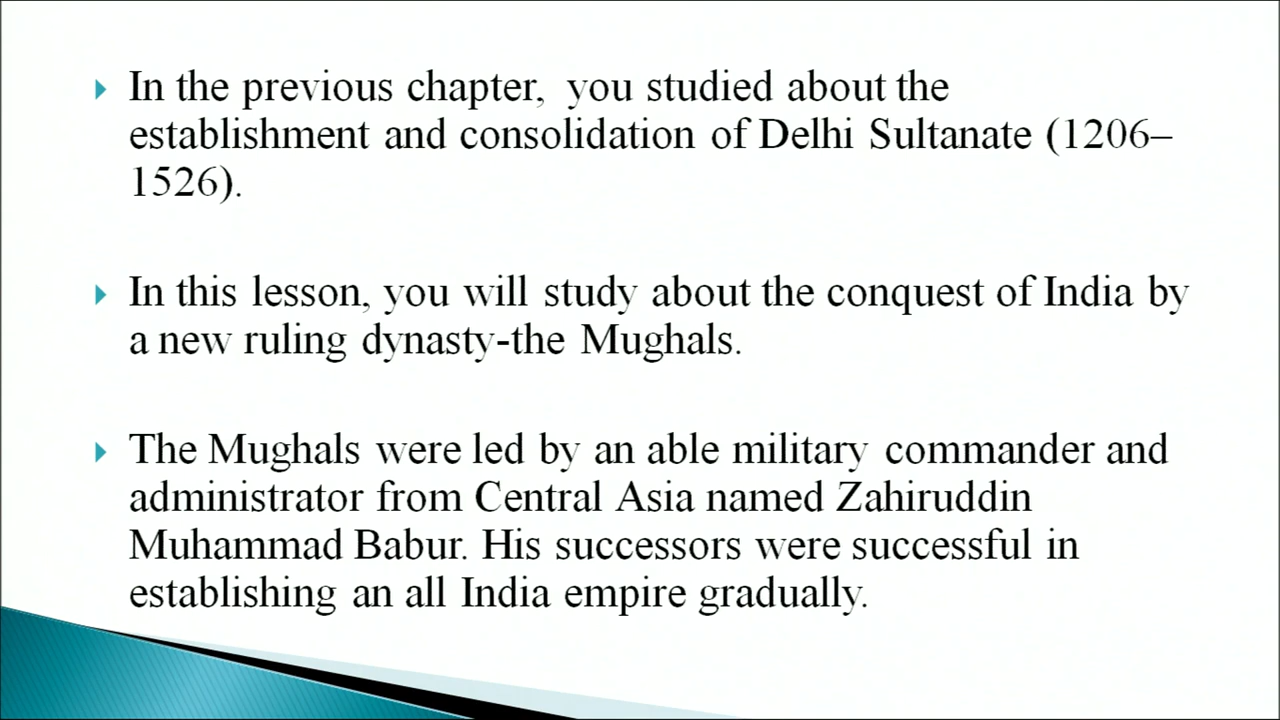 In the previous chapter, you studied about the
establishment and consolidation of Delhi Sultanate (1206–
1526).
In this lesson, you will study about the conquest of India by
a new ruling dynasty-the Mughals.
The Mughals were led by an able military commander and
administrator from Central Asia named Zahiruddin
Muhammad Babur. His successors were successful in
establishing an all India empire gradually.